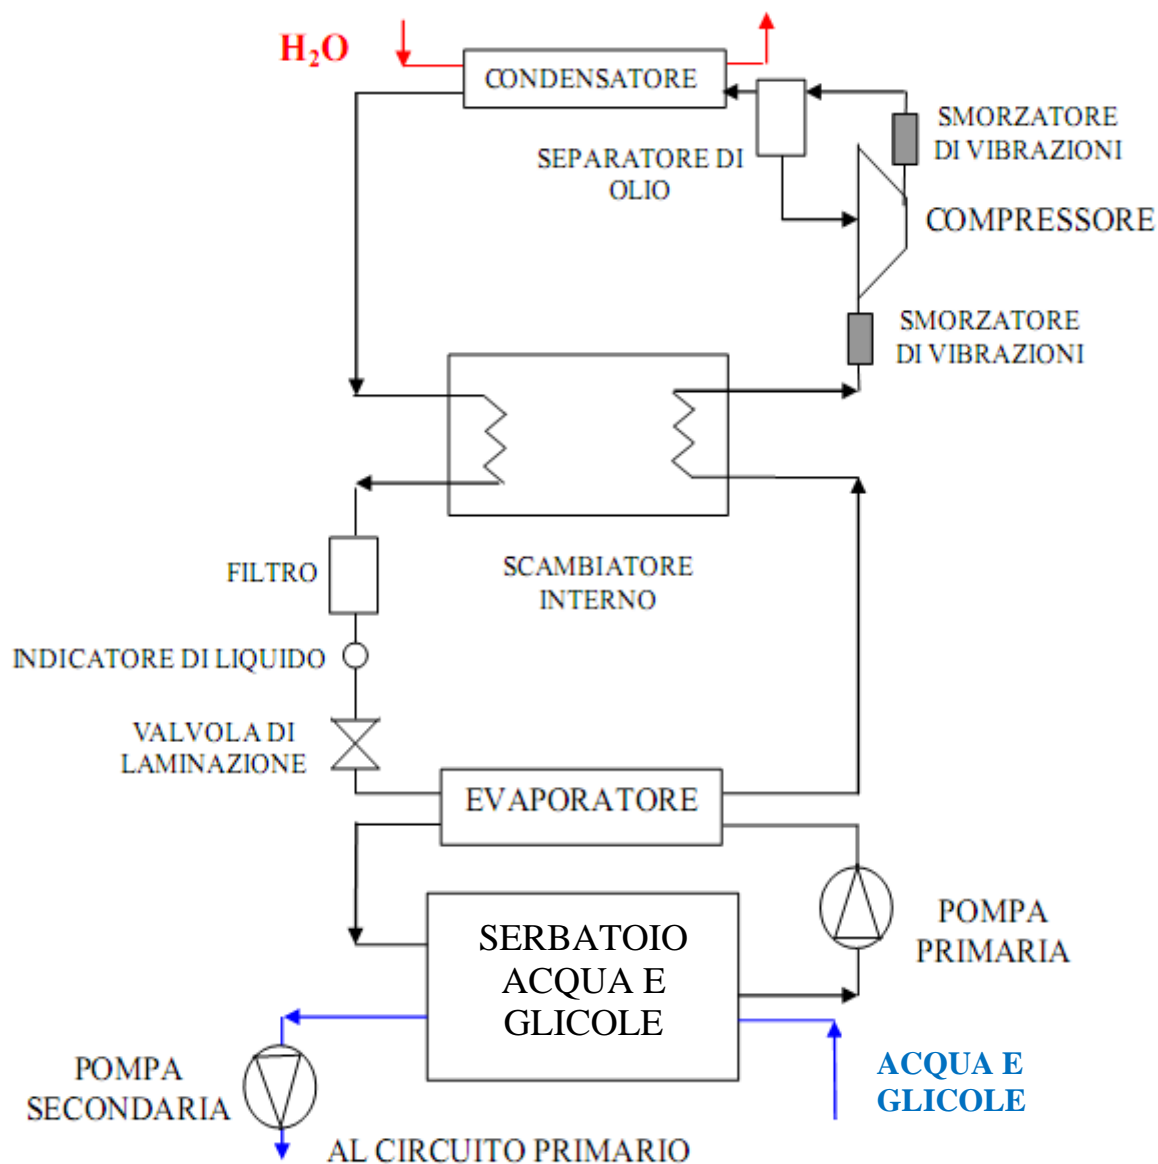 H₂O
CONDENSATORE
SMORZATORE
DI VIBRAZIONI
SEPARATORE DI
OLIO
COMPRESSORE
SMORZATORE
DI VIBRAZIONI
SCAMBIATORE
INTERNO
FILTRO
INDICATORE DI LIQUIDO
VALVOLA DI
LAMINAZIONE
EVAPORATORE
SERBATOIO
ACQUA E
GLICOLE
POMPA
PRIMARIA
POMPA
SECONDARIA
ACQUA E
GLICOLE
AL CIRCUITO PRIMARIO